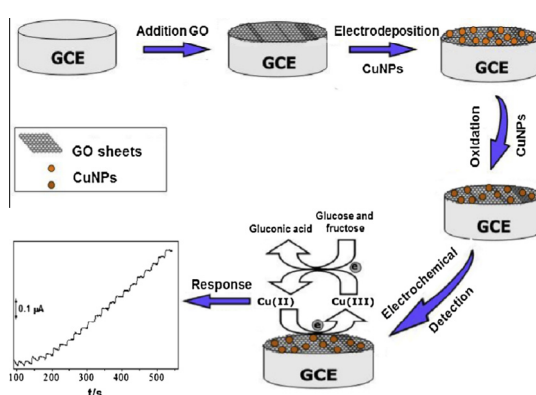 GCE
Addition GO
GCE
Electrodeposition
CuNPs
GCE
Oxidation
CuNPs
GCE
GO sheets
CuNPs
Electrochemical
Detection
Glucose and
fructose
Gluconic acid
e
Cu(II)
Cu(III)
e
GCE
Response
0.1 μA
100
200
300
400
500
t/s